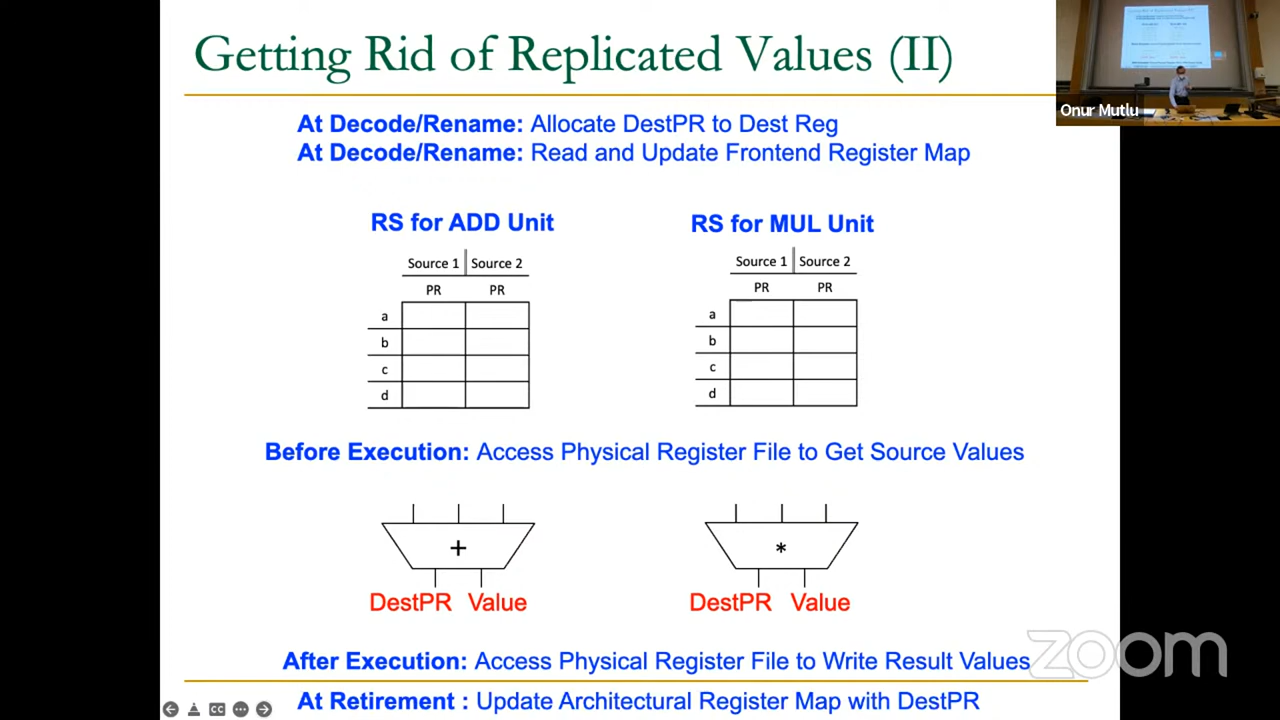 Getting Rid of Replicated Values (II)
Onur Mutlu
At Decode/Rename: Allocate DestPR to Dest Reg
At Decode/Rename: Read and Update Frontend Register Map
RS for ADD Unit
RS for MUL Unit
Source 1 Source 2
PR PR
a
b
c
d
Source 1 Source 2
PR PR
a
b
c
d
Before Execution: Access Physical Register File to Get Source Values
+
*
DestPR Value
DestPR Value
After Execution: Access Physical Register File to Write Result Values
zoom
At Retirement : Update Architectural Register Map with DestPR